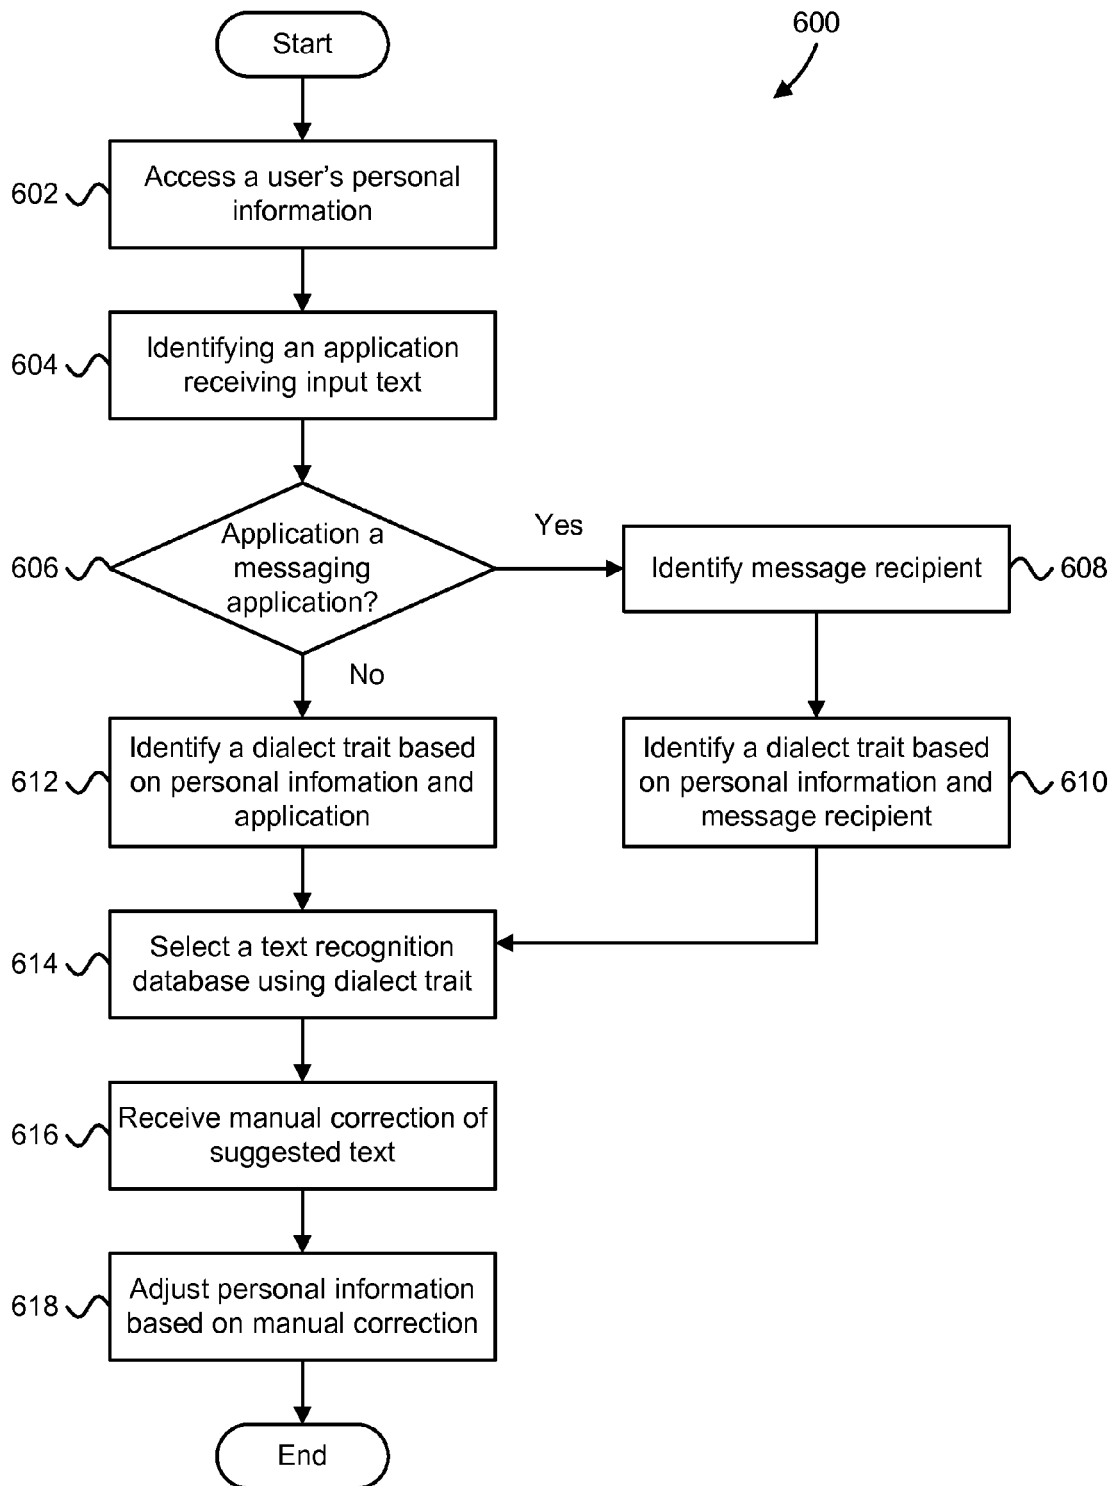 Start
600
602
Access a user's personal
information
604
Identifying an application
receiving input text
606
Application a
messaging
application?
Yes
Identify message recipient
608
No
612
Identify a dialect trait based
on personal infomation and
application
Identify a dialect trait based
on personal information and
message recipient
610
614
Select a text recognition
database using dialect trait
616
Receive manual correction of
suggested text
618
Adjust personal information
based on manual correction
End